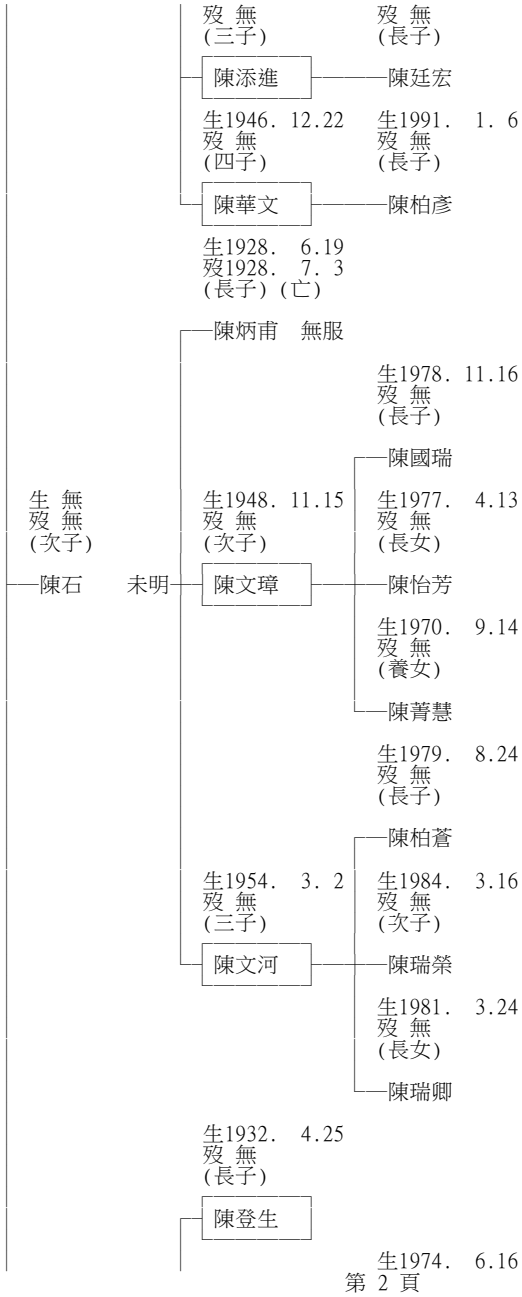 歿 無 歿 無
(三子) (長子)
陳添進 陳廷宏
生1946. 12.22 生1991. 1. 6
歿 無 歿 無
(四子) (長子)
陳華文 陳柏彥
生1928. 6.19
歿1928. 7. 3
(長子)(亡)
陳炳甫 無服
生1978. 11.16
歿 無
(長子)
陳國瑞
生 無 生1948. 11.15 生1977. 4.13
歿 無 歿 無 歿 無
(次子) (次子) (長女)
陳石 未明 陳文璋 陳怡芳
生1970. 9.14
歿 無
(養女)
陳菁慧
生1979. 8.24
歿 無
(長子)
陳柏蒼
生1954. 3. 2 生1984. 3.16
歿 無 歿 無
(三子) (次子)
陳文河 陳瑞榮
生1981. 3.24
歿 無
(長女)
陳瑞卿
生1932. 4.25
歿 無
(長子)
陳登生
生1974. 6.16
第 2 頁